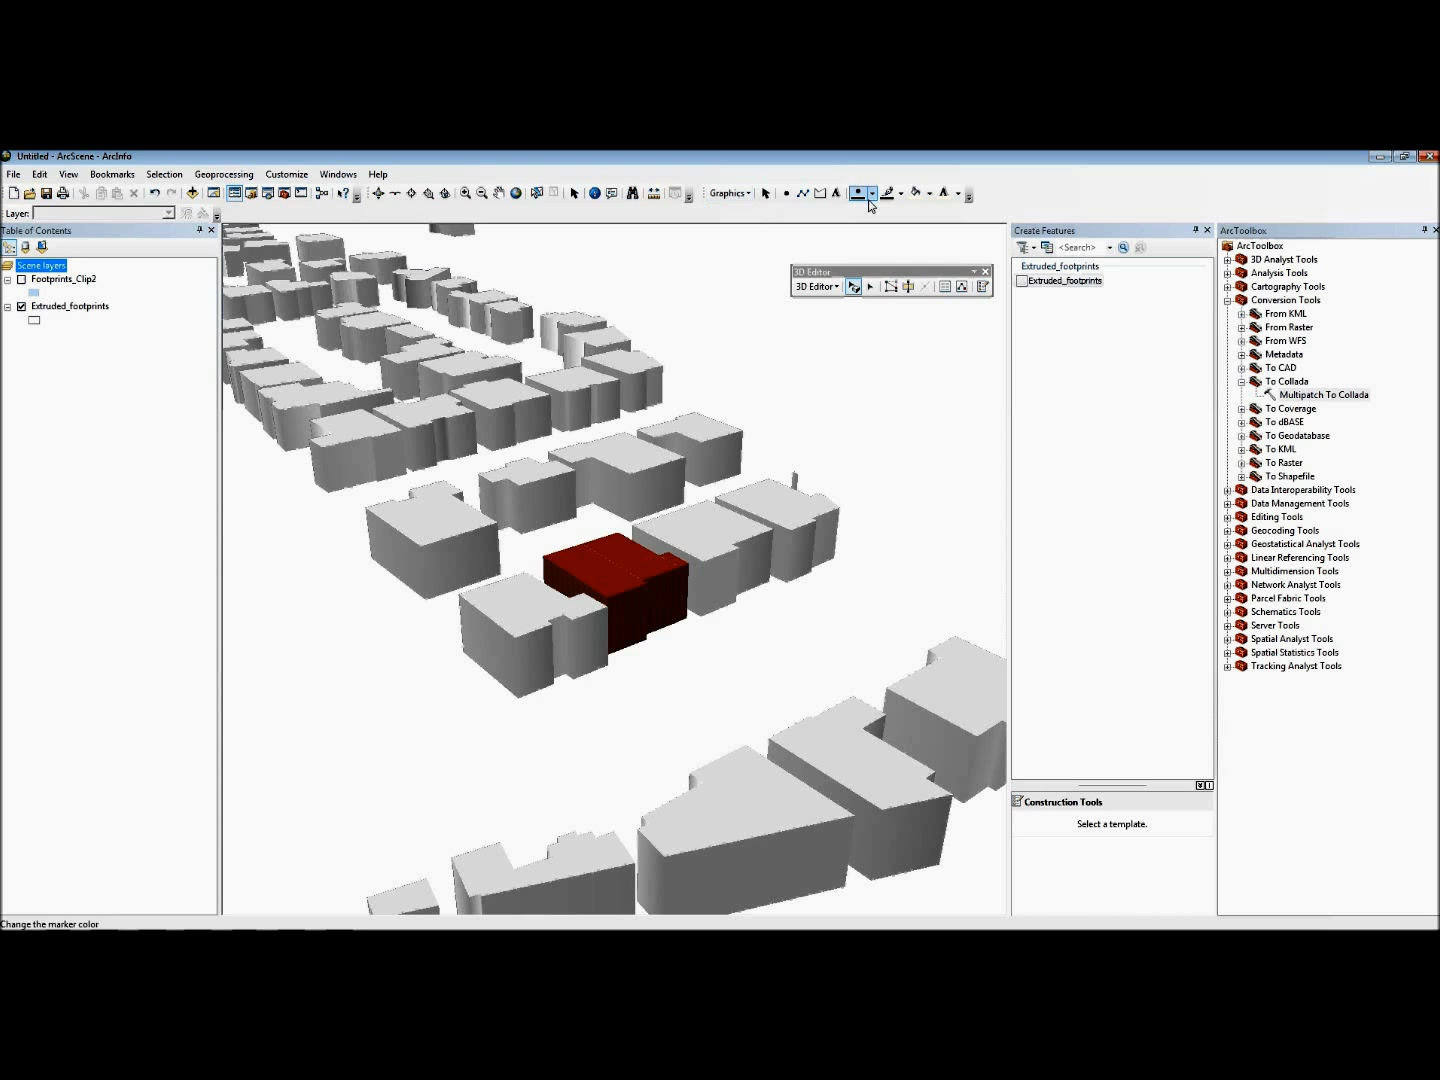 Untitled - ArcScene - ArcInfo
File Edit View Bookmarks Selection Geoprocessing Customize Windows Help
Graphics
Layer:
Table of Contents
Scene layers
Footprints_Clip2
Extruded_footprints
3D Editor
3D Editor
Create Features
<Search>
Extruded_footprints
Extruded_footprints
Construction Tools
Select a template.
ArcToolbox
ArcToolbox
3D Analyst Tools
Analysis Tools
Cartography Tools
Conversion Tools
From KML
From Raster
From WFS
Metadata
To CAD
To Collada
Multipatch To Collada
To Coverage
To dBASE
To Geodatabase
To KML
To Raster
To Shapefile
Data Interoperability Tools
Data Management Tools
Editing Tools
Geocoding Tools
Geostatistical Analyst Tools
Linear Referencing Tools
Multidimension Tools
Network Analyst Tools
Parcel Fabric Tools
Schematics Tools
Server Tools
Spatial Analyst Tools
Spatial Statistics Tools
Tracking Analyst Tools
Change the marker color